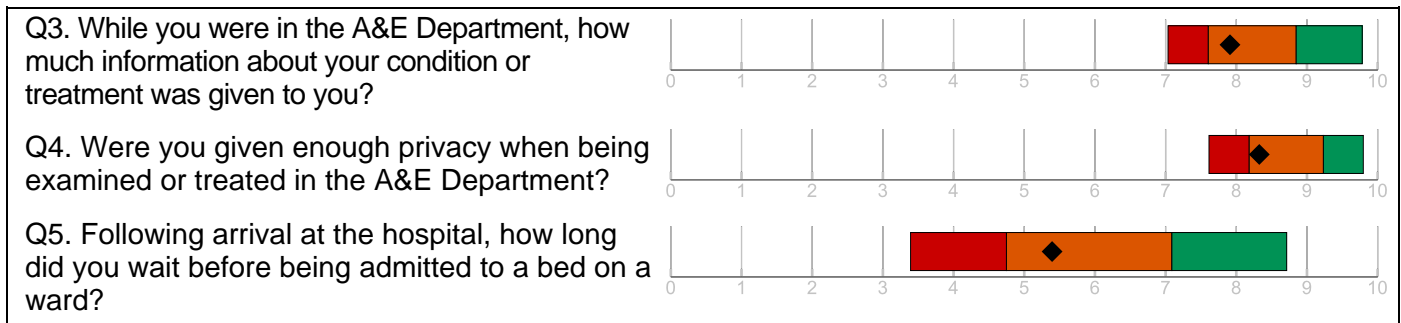 Q3. While you were in the A&E Department, how
much information about your condition or
treatment was given to you?
0 1 2 3 4 5 6 7 8 9 10
Q4. Were you given enough privacy when being
examined or treated in the A&E Department?
0 1 2 3 4 5 6 7 8 9 10
Q5. Following arrival at the hospital, how long
did you wait before being admitted to a bed on a
ward?
0 1 2 3 4 5 6 7 8 9 10